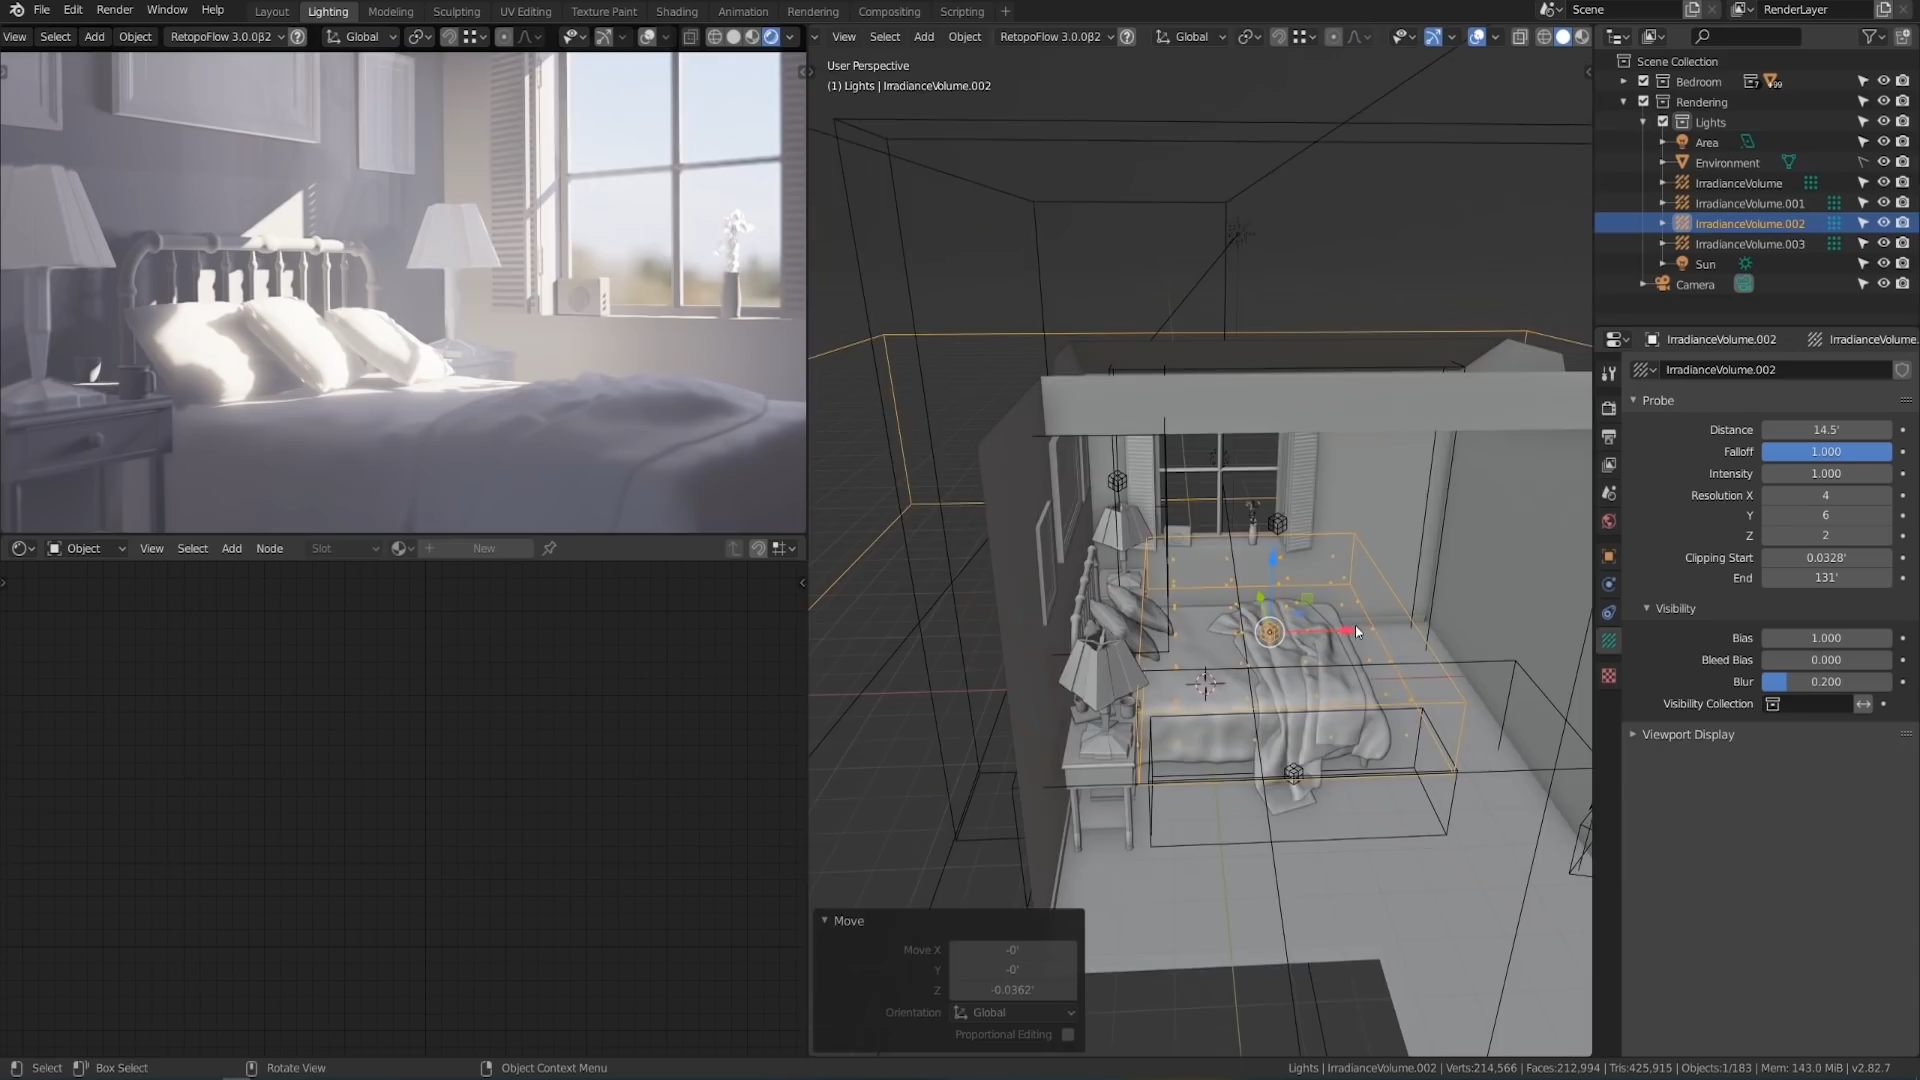 File Edit Render Window Help Layout Lighting Modeling Sculpting UV Editing Texture Paint Shading Animation Rendering Compositing Scripting + Scene RenderLayer
View Select Add Object RetopoFlow 3.0.0β2 Global
View Select Add Object RetopoFlow 3.0.0β2 Global
User Perspective
(1) Lights | IrradianceVolume.002
Scene Collection
Bedroom 7 99
Rendering
Lights
Area
Environment
IrradianceVolume
IrradianceVolume.001
IrradianceVolume.002
IrradianceVolume.003
Sun
Camera
IrradianceVolume.002 IrradianceVolume.
IrradianceVolume.002
Probe
Distance 14.5'
Falloff 1.000
Intensity 1.000
Resolution X 4
Y 6
Z 2
Clipping Start 0.0328'
End 131'
Visibility
Bias 1.000
Bleed Bias 0.000
Blur 0.200
Visibility Collection
Viewport Display
Object View Select Add Node Slot New
Move
Move X -0'
Y -0'
Z -0.0362'
Orientation Global
Proportional Editing
Select Box Select Rotate View Object Context Menu Lights | IrradianceVolume.002 | Verts:214,566 | Faces:212,994 | Tris:425,915 | Objects:1/183 | Mem: 143.0 MiB | v2.82.7